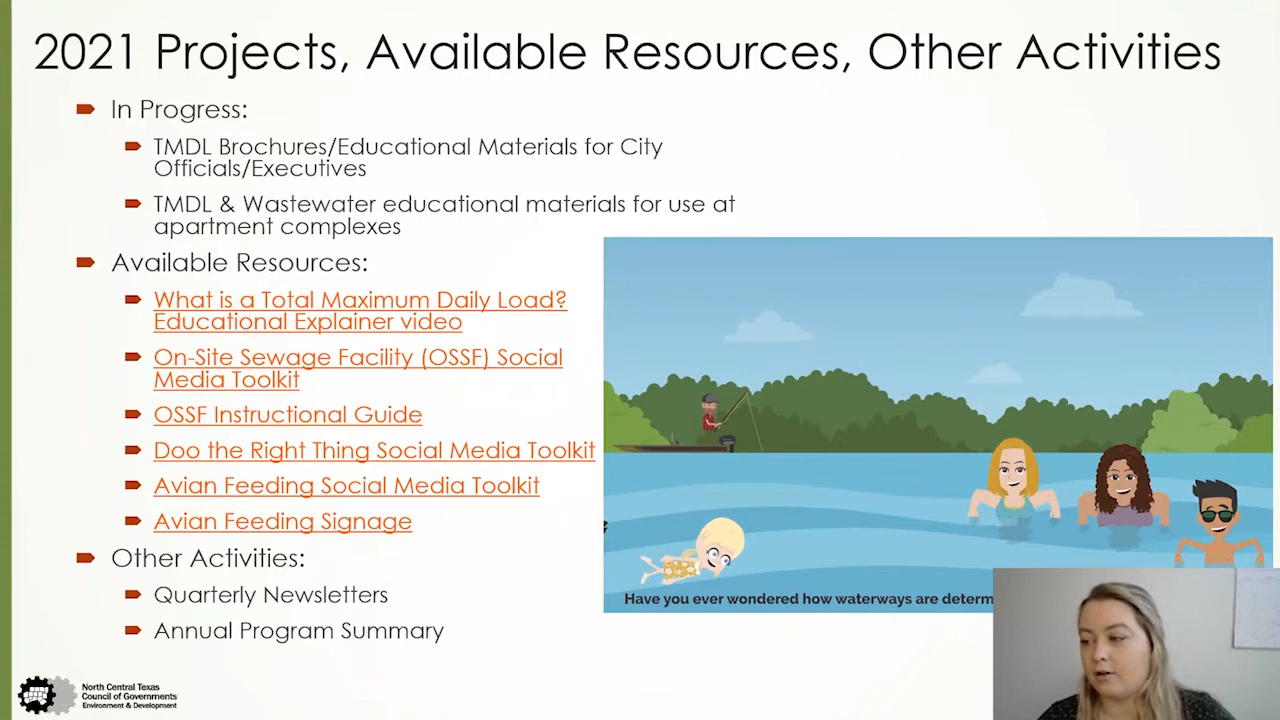 2021 Projects, Available Resources, Other Activities
In Progress:
TMDL Brochures/Educational Materials for City
Officials/Executives
TMDL & Wastewater educational materials for use at
apartment complexes
Available Resources:
What is a Total Maximum Daily Load?
Educational Explainer video
On-Site Sewage Facility (OSSF) Social
Media Toolkit
OSSF Instructional Guide
Doo the Right Thing Social Media Toolkit
Avian Feeding Social Media Toolkit
Avian Feeding Signage
Other Activities:
Quarterly Newsletters
Annual Program Summary
Have you ever wondered how waterways are determ
North Central Texas
Council of Governments
Environment & Development